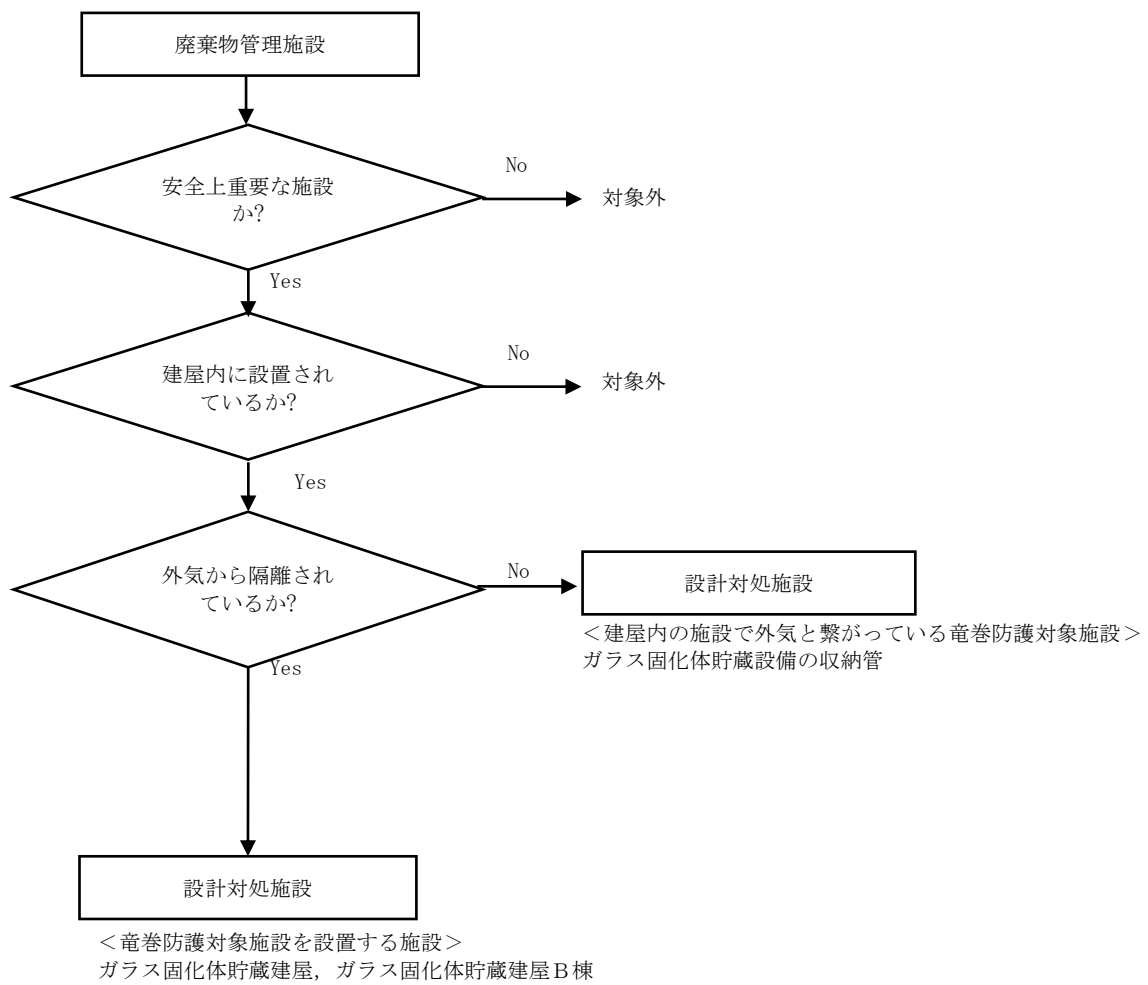 廃棄物管理施設
安全上重要な施設
か?
No
対象外
Yes
建屋内に設置され
ているか?
No
対象外
Yes
外気から隔離され
ているか?
No
設計対処施設
＜建屋内の施設で外気と繋がっている竜巻防護対象施設＞
ガラス固化体貯蔵設備の収納管
Yes
設計対処施設
＜竜巻防護対象施設を設置する施設＞
ガラス固化体貯蔵建屋，ガラス固化体貯蔵建屋Ｂ棟